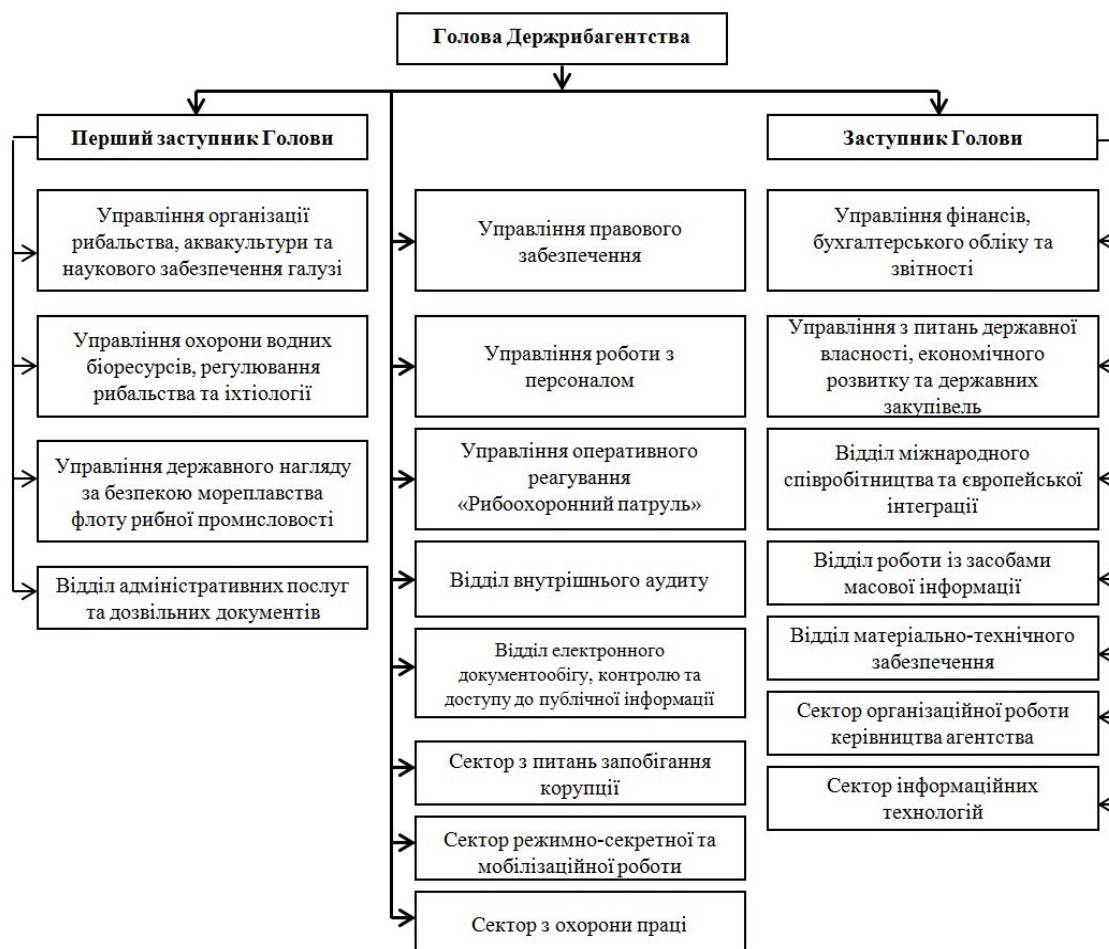 Голова Держрибагентства
Перший заступник Голови
Управління організації
рибальства, аквакультури та
наукового забезпечення галузі
Управління охорони водних
біоресурсів, регулювання
рибальства та іхтіології
Управління державного нагляду
за безпекою мореплавства
флоту рибної промисловості
Відділ адміністративних послуг
та дозвільних документів
Управління правового
забезпечення
Управління роботи з
персоналом
Управління оперативного
реагування
«Рибоохоронний патруль»
Відділ внутрішнього аудиту
Відділ електронного
документообігу, контролю та
доступу до публічної інформації
Сектор з питань запобігання
корупції
Сектор режимно-секретної та
мобілізаційної роботи
Сектор з охорони праці
Заступник Голови
Управління фінансів,
бухгалтерського обліку та
звітності
Управління з питань державної
власності, економічного
розвитку та державних
закупівель
Відділ міжнародного
співробітництва та європейської
інтеграції
Відділ роботи із засобами
масової інформації
Відділ матеріально-технічного
забезпечення
Сектор організаційної роботи
керівництва агентства
Сектор інформаційних
технологій